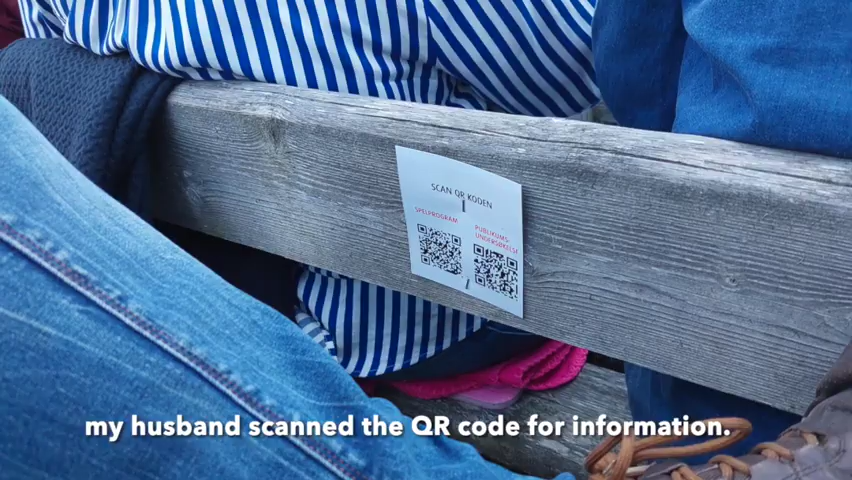 SCAN QR KODEN
SPELPROGRAM
PUBLIKUMS-
UNDERSØKELSE
my husband scanned the QR code for information.